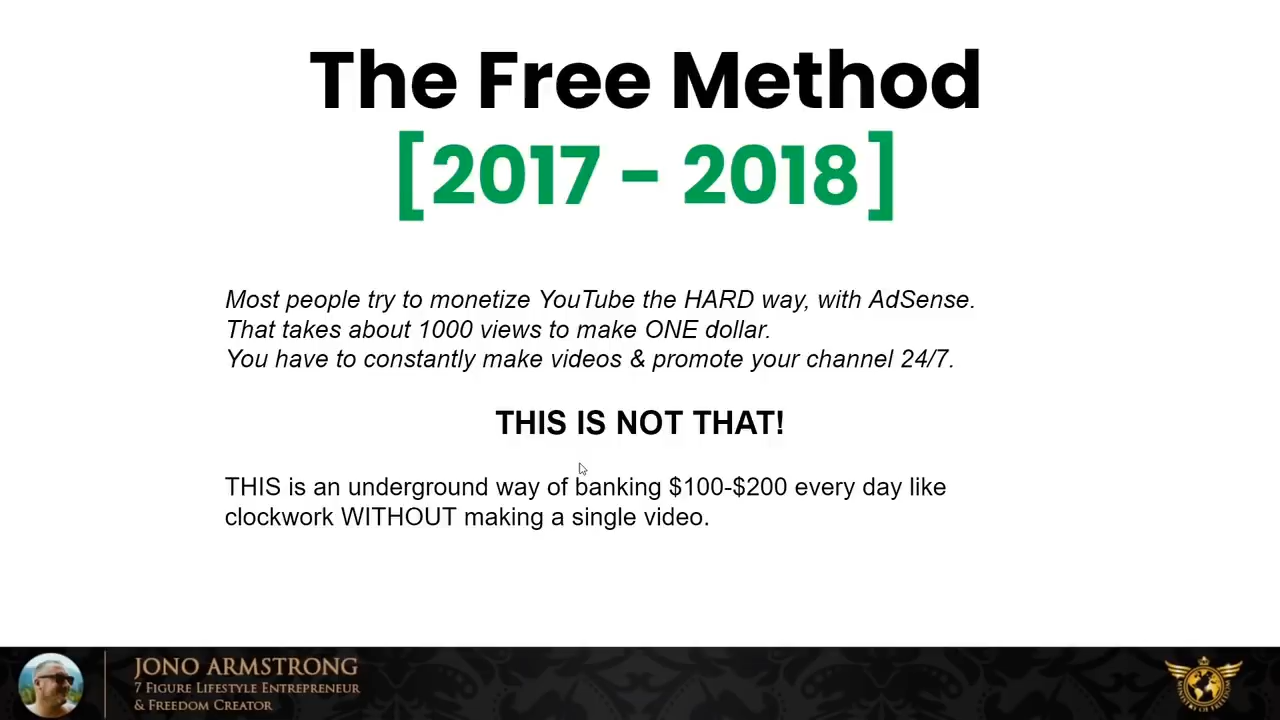 The Free Method
[2017 - 2018]
Most people try to monetize YouTube the HARD way, with AdSense.
That takes about 1000 views to make ONE dollar.
You have to constantly make videos & promote your channel 24/7.
THIS IS NOT THAT!
THIS is an underground way of banking $100-$200 every day like
clockwork WITHOUT making a single video.
JONO ARMSTRONG
7 FIGURE LIFESTYLE ENTREPRENEUR
& FREEDOM CREATOR
MINISTRY OF FREEDOM